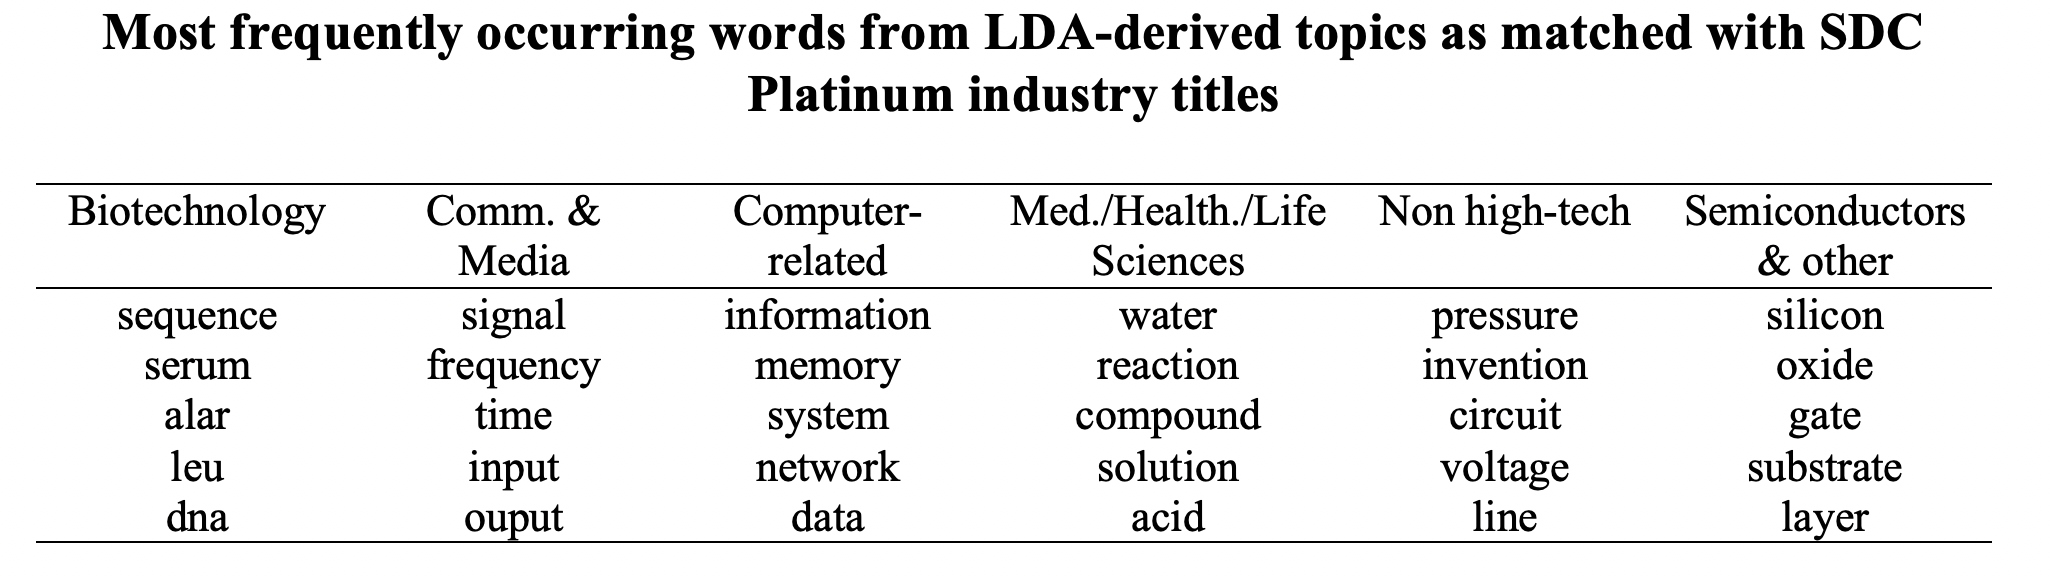 Most frequently occurring words from LDA-derived topics as matched with SDC
Platinum industry titles
Biotechnology Comm. & Computer- Med./Health./Life Non high-tech Semiconductors
Media related Sciences & other
sequence signal information water pressure silicon
serum frequency memory reaction invention oxide
alar time system compound circuit gate
leu input network solution voltage substrate
dna ouput data acid line layer